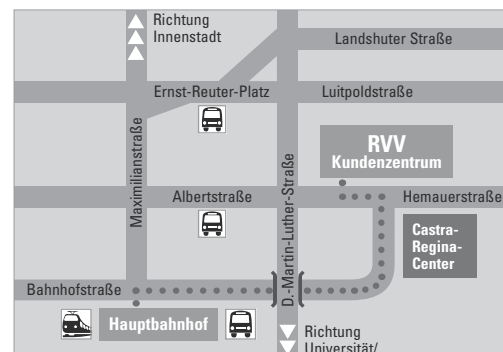 Richtung
Innenstadt
Landshuter Straße
Ernst-Reuter-Platz
Luitpoldstraße
Maximilianstraße
D.-Martin-Luther-Straße
RVV
Kundenzentrum
Albertstraße
Hemauerstraße
Castra-
Regina-
Center
Bahnhofstraße
Hauptbahnhof
Richtung
Universität/